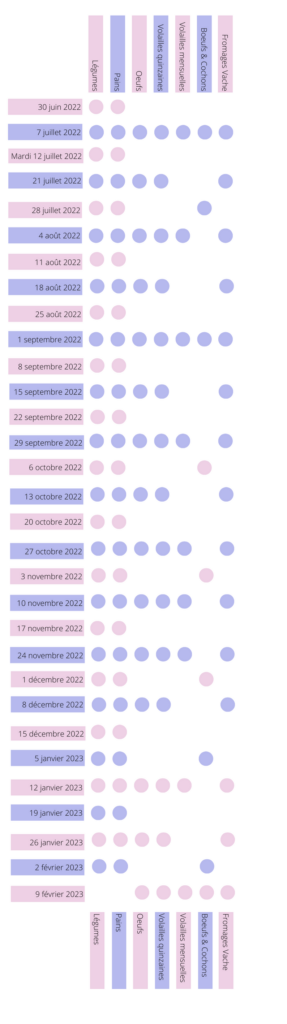 Légumes
Pains
Oeufs
Volailles quinzaines
Volailles mensuelles
Boeufs & Cochons
Fromages Vache
30 juin 2022
7 juillet 2022
Mardi 12 juillet 2022
21 juillet 2022
28 juillet 2022
4 août 2022
11 août 2022
18 août 2022
25 août 2022
1 septembre 2022
8 septembre 2022
15 septembre 2022
22 septembre 2022
29 septembre 2022
6 octobre 2022
13 octobre 2022
20 octobre 2022
27 octobre 2022
3 novembre 2022
10 novembre 2022
17 novembre 2022
24 novembre 2022
1 décembre 2022
8 décembre 2022
15 décembre 2022
5 janvier 2023
12 janvier 2023
19 janvier 2023
26 janvier 2023
2 février 2023
9 février 2023
Légumes
Pains
Oeufs
Volailles quinzaines
Volailles mensuelles
Boeufs & Cochons
Fromages Vache